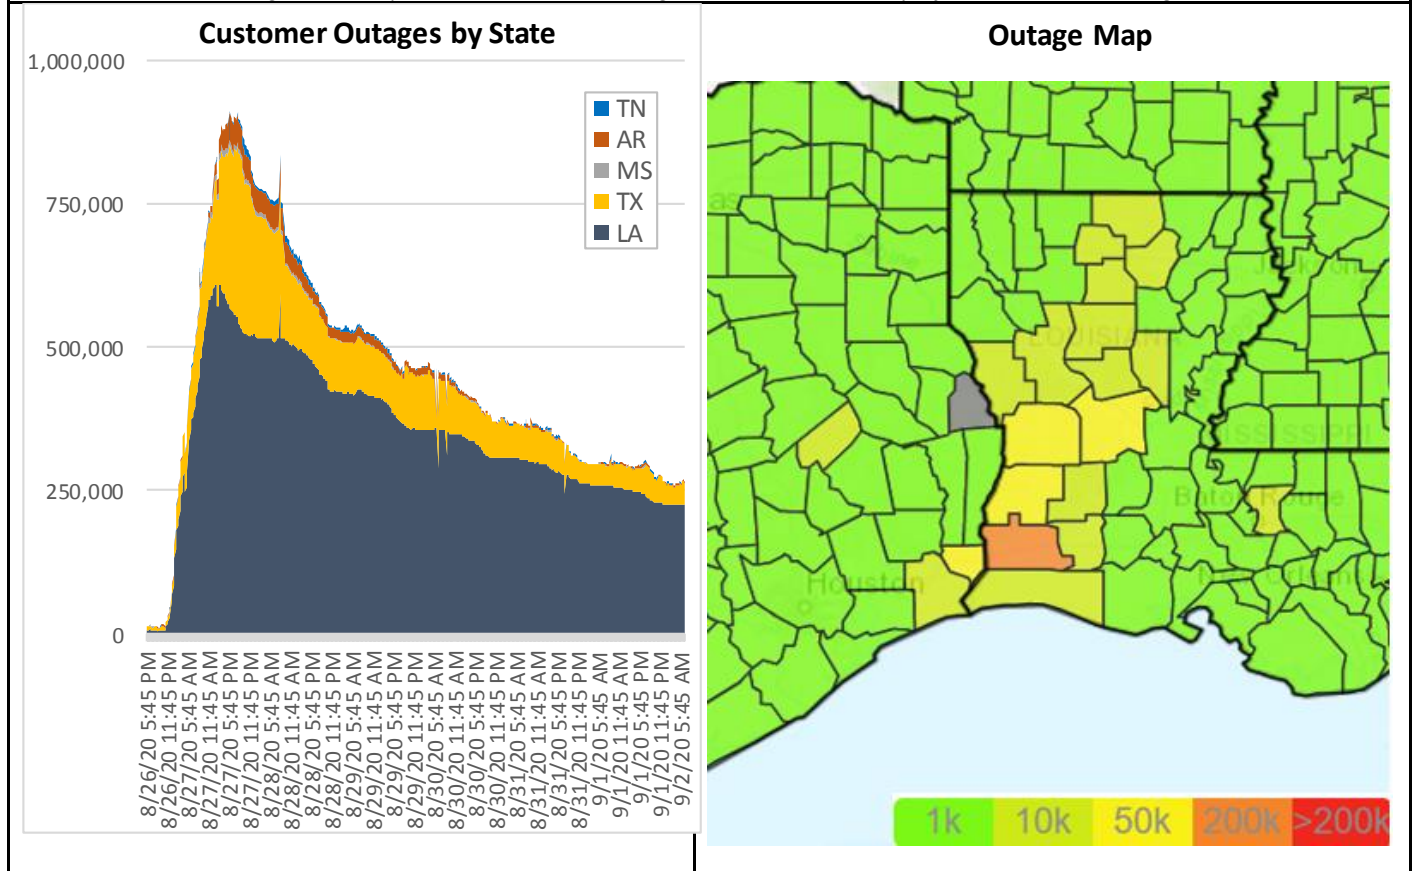 Customer Outages by State
1,000,000
750,000
500,000
250,000
0
TN
AR
MS
TX
LA
8/26/20 5:45 PM
8/26/20 11:45 PM
8/27/20 5:45 AM
8/27/20 11:45 AM
8/27/20 5:45 PM
8/27/20 11:45 PM
8/28/20 5:45 AM
8/28/20 11:45 AM
8/28/20 5:45 PM
8/28/20 11:45 PM
8/29/20 5:45 AM
8/29/20 11:45 AM
8/29/20 5:45 PM
8/29/20 11:45 PM
8/30/20 5:45 AM
8/30/20 11:45 AM
8/30/20 5:45 PM
8/30/20 11:45 PM
8/31/20 5:45 AM
8/31/20 11:45 AM
8/31/20 5:45 PM
8/31/20 11:45 PM
9/1/20 5:45 AM
9/1/20 11:45 AM
9/1/20 5:45 PM
9/1/20 11:45 PM
9/2/20 5:45 AM
Outage Map
as
Jackson
LOUISIANA
MISSISSIPPI
Baton Rouge
Houston
New Orleans
1k
10k
50k
200k
>200k